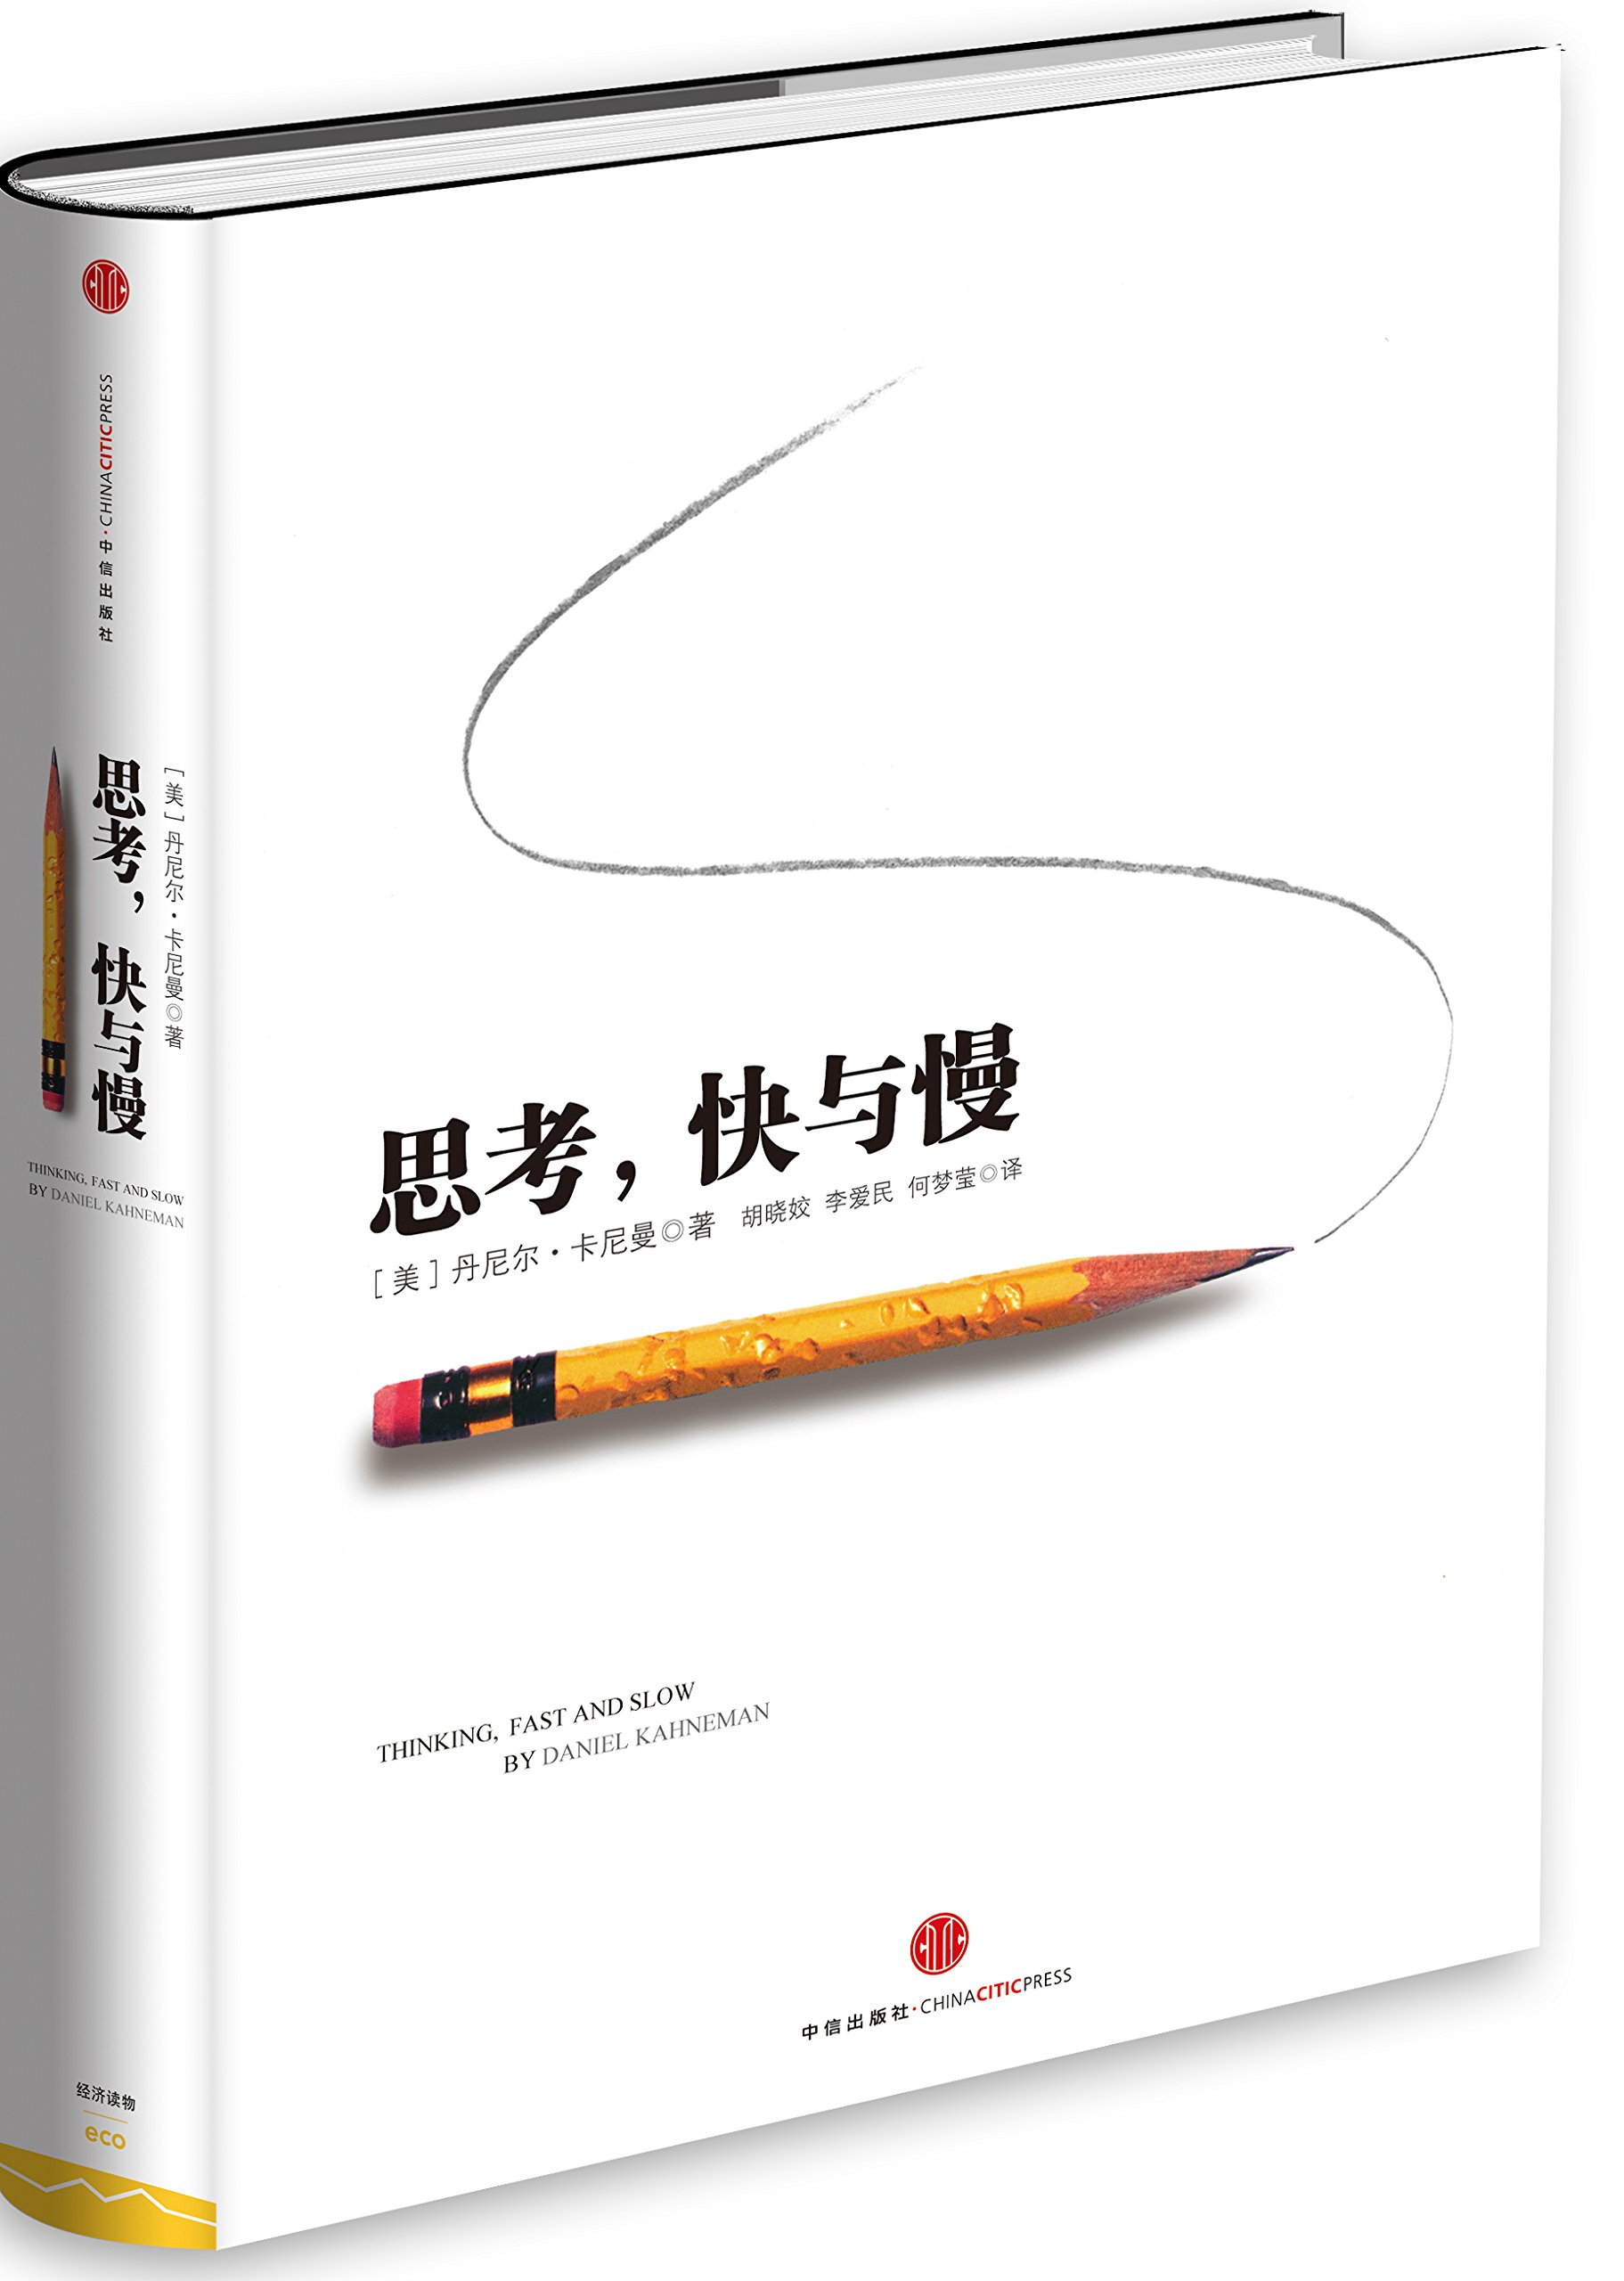 CITIC
中信出版社·CHINACITICPRESS
[美]丹尼尔·卡尼曼◎著
思考，快与慢
THINKING, FAST AND SLOW
BY DANIEL KAHNEMAN
经济读物
eco
思考，快与慢
[美]丹尼尔·卡尼曼◎著 胡晓姣 李爱民 何梦莹◎译
THINKING, FAST AND SLOW
BY DANIEL KAHNEMAN
CITIC
中信出版社·CHINACITICPRESS